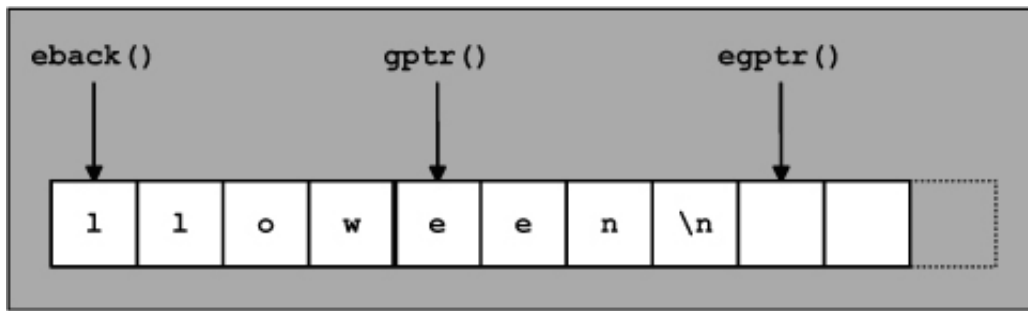 eback() gptr() egptr()
l l o w e e n \n